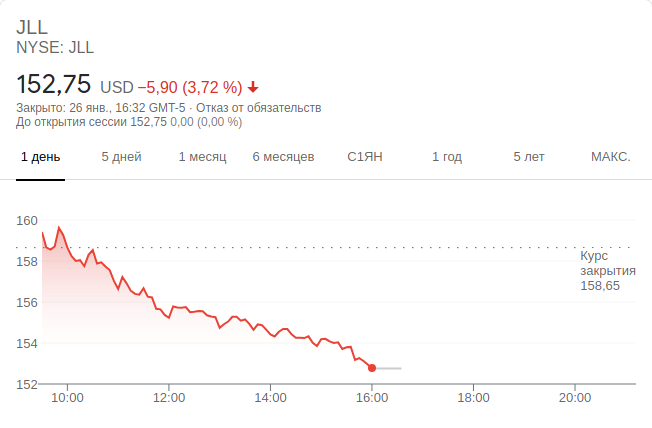 JLL
NYSE: JLL
152,75 USD −5,90 (3,72 %)
Закрыто: 26 янв., 16:32 GMT-5 · Отказ от обязательств
До открытия сессии 152,75 0,00 (0,00 %)
1 день 5 дней 1 месяц 6 месяцев С1ЯН 1 год 5 лет МАКС.
160
Курс
158 закрытия
158,65
156
154
152
10:00 12:00 14:00 16:00 18:00 20:00